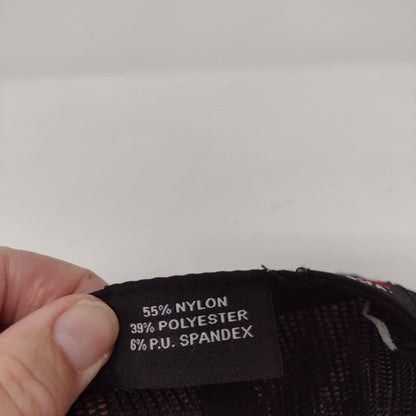 55% NYLON
39% POLYESTER
6% P.U. SPANDEX